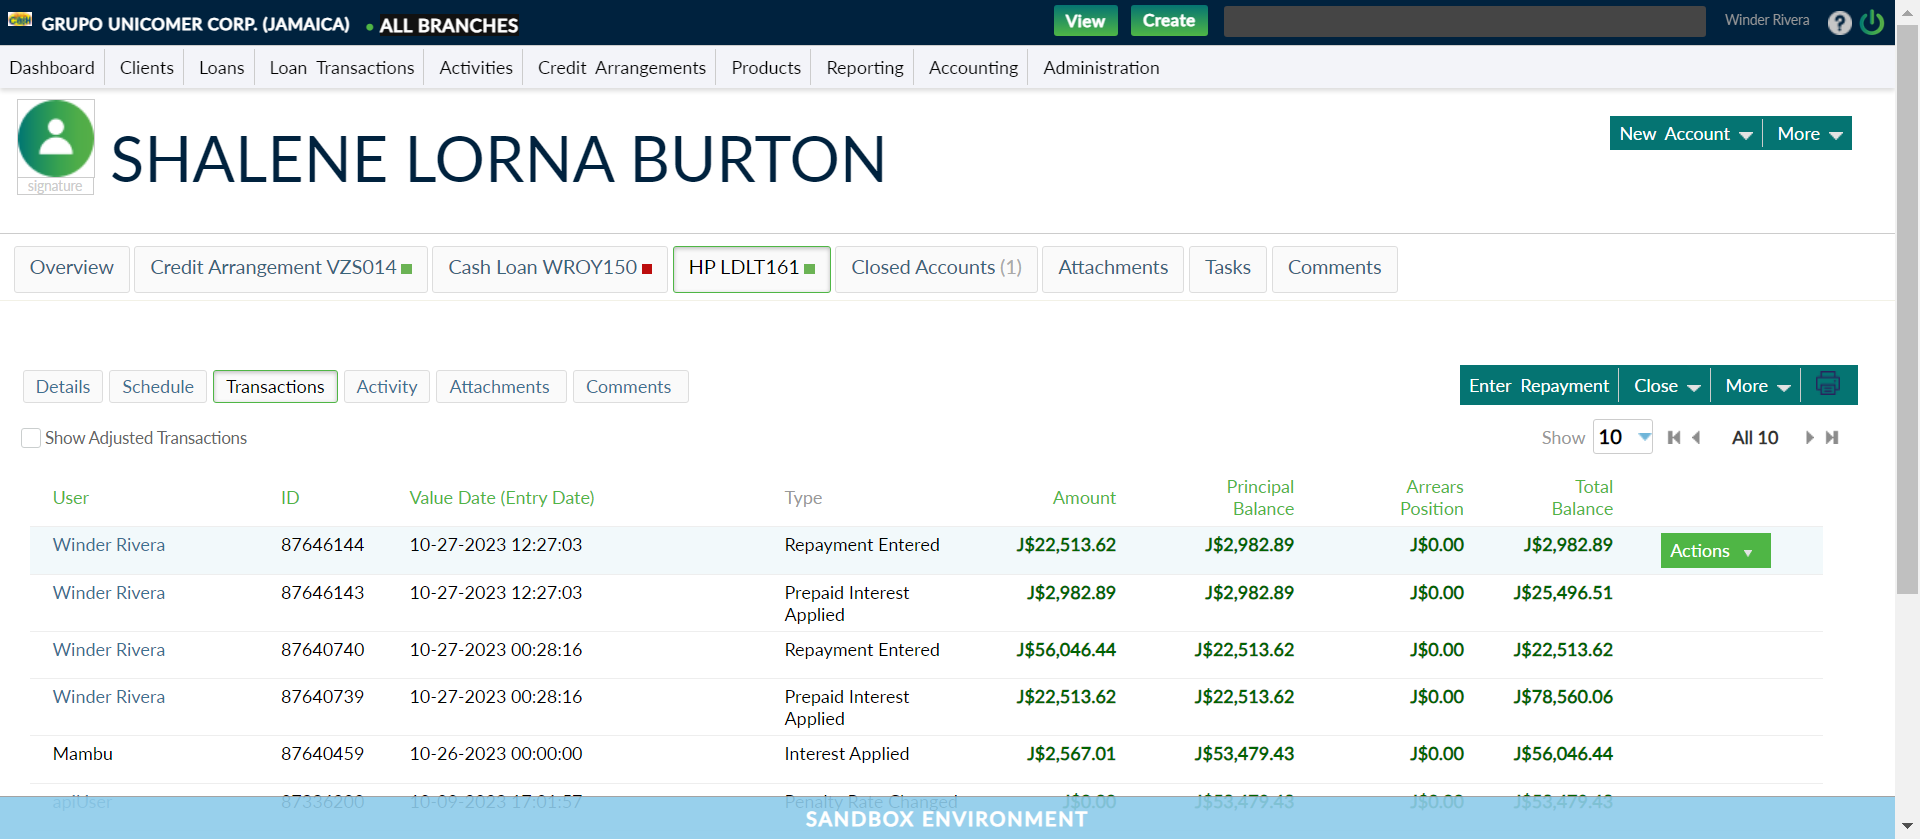 Cash GRUPO UNICOMER CORP. (JAMAICA) • ALL BRANCHES View Create Winder Rivera ?
Dashboard Clients Loans Loan Transactions Activities Credit Arrangements Products Reporting Accounting Administration
signature
SHALENE LORNA BURTON
New Account More
Overview Credit Arrangement VZS014 Cash Loan WROY150 HP LDLT161 Closed Accounts (1) Attachments Tasks Comments
Details Schedule Transactions Activity Attachments Comments Enter Repayment Close More
Show Adjusted Transactions Show 10 All 10
User ID Value Date (Entry Date) Type Amount Principal Balance Arrears Position Total Balance
Winder Rivera 87646144 10-27-2023 12:27:03 Repayment Entered J$22,513.62 J$2,982.89 J$0.00 J$2,982.89 Actions
Winder Rivera 87646143 10-27-2023 12:27:03 Prepaid Interest Applied J$2,982.89 J$2,982.89 J$0.00 J$25,496.51
Winder Rivera 87640740 10-27-2023 00:28:16 Repayment Entered J$56,046.44 J$22,513.62 J$0.00 J$22,513.62
Winder Rivera 87640739 10-27-2023 00:28:16 Prepaid Interest Applied J$22,513.62 J$22,513.62 J$0.00 J$78,560.06
Mambu 87640459 10-26-2023 00:00:00 Interest Applied J$2,567.01 J$53,479.43 J$0.00 J$56,046.44
apiUser 87336200 10-09-2023 17:01:57 Penalty Rate Changed J$0.00 J$53,479.43 J$0.00 J$53,479.43
SANDBOX ENVIRONMENT